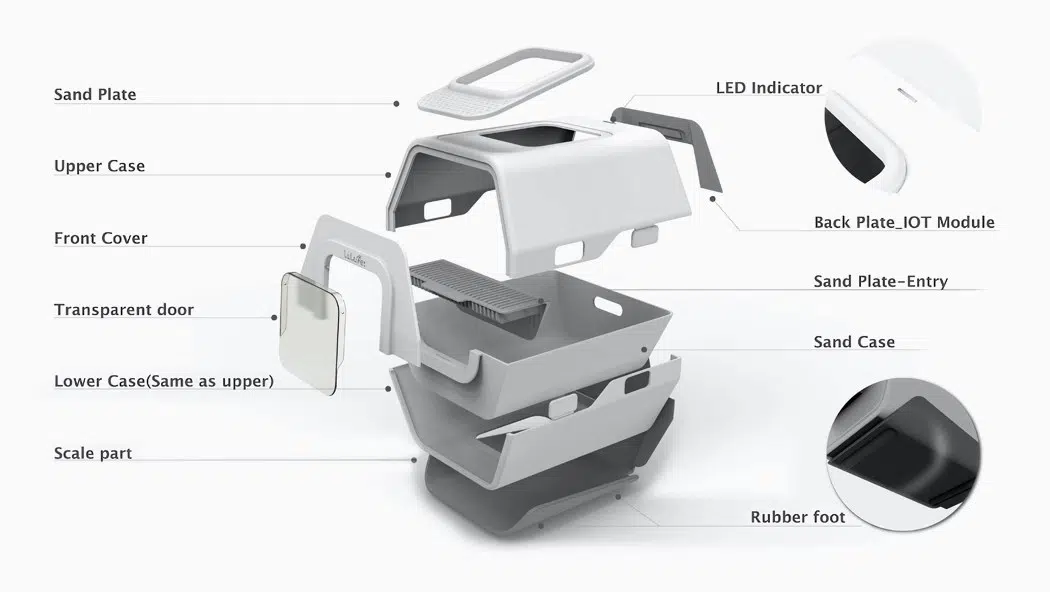 Sand Plate
Upper Case
Front Cover
Transparent door
Lower Case(Same as upper)
Scale part
LED Indicator
Back Plate_IOT Module
Sand Plate-Entry
Sand Case
Rubber foot